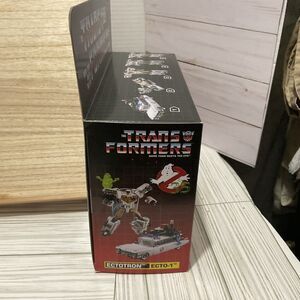 TRANS
FORMERS
MORE THAN MEETS THE EYE
ECTOTRON ECTO-1